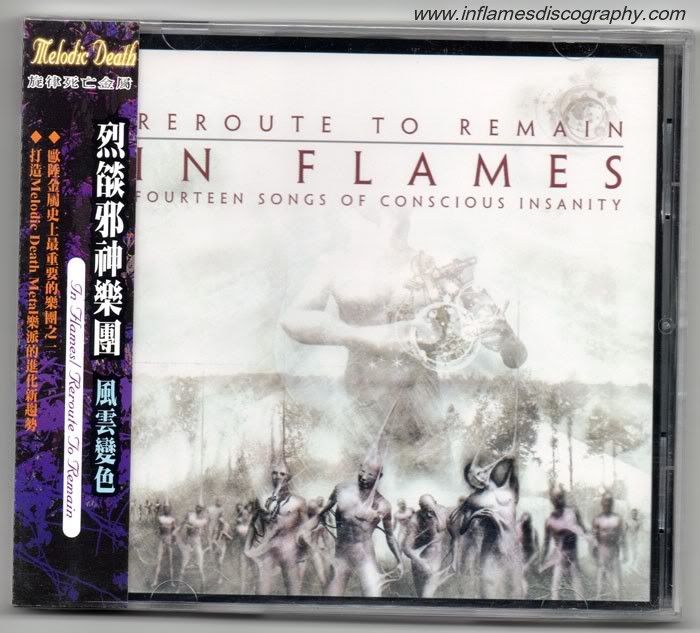 www.inflamesdiscography.com
Melodic Death
旋律死亡金屬
烈燄邪神樂團 風雲變色
◆歐陸金屬史上最重要的樂團之一
◆打造Melodic Death Metal樂派的進化新趨勢
In Flames/ Reroute To Remain
REROUTE TO REMAIN
IN FLAMES
FOURTEEN SONGS OF CONSCIOUS INSANITY